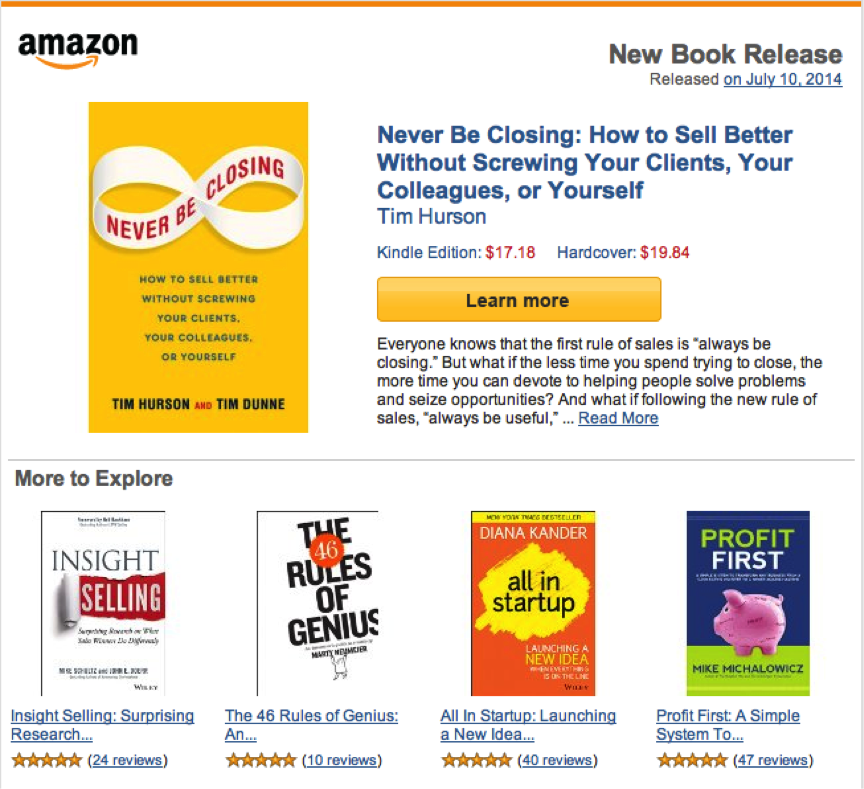 amazon
New Book Release
Released on July 10, 2014
NEVER BE CLOSING
HOW TO SELL BETTER
WITHOUT SCREWING
YOUR CLIENTS,
YOUR COLLEAGUES,
OR YOURSELF
TIM HURSON AND TIM DUNNE
Never Be Closing: How to Sell Better
Without Screwing Your Clients, Your
Colleagues, or Yourself
Tim Hurson
Kindle Edition: $17.18 Hardcover: $19.84
Learn more
Everyone knows that the first rule of sales is “always be
closing.” But what if the less time you spend trying to close, the
more time you can devote to helping people solve problems
and seize opportunities? And what if following the new rule of
sales, “always be useful,” ... Read More
More to Explore
INSIGHT
SELLING
Surprising Research on What
Sales Winners Do Differently
MIKE SCHULTZ and JOHN E. DOERR
WILEY
THE
46
RULES
OF
GENIUS
MARTY NEUMEIER
NEW YORK TIMES BESTSELLER
DIANA KANDER
all in
startup
LAUNCHING A
NEW IDEA
WHEN EVERYTHING
IS ON THE LINE
WILEY
PROFIT
FIRST
MIKE MICHALOWICZ
Insight Selling: Surprising
Research...
(24 reviews)
The 46 Rules of Genius:
An...
(10 reviews)
All In Startup: Launching
a New Idea...
(40 reviews)
Profit First: A Simple
System To...
(47 reviews)